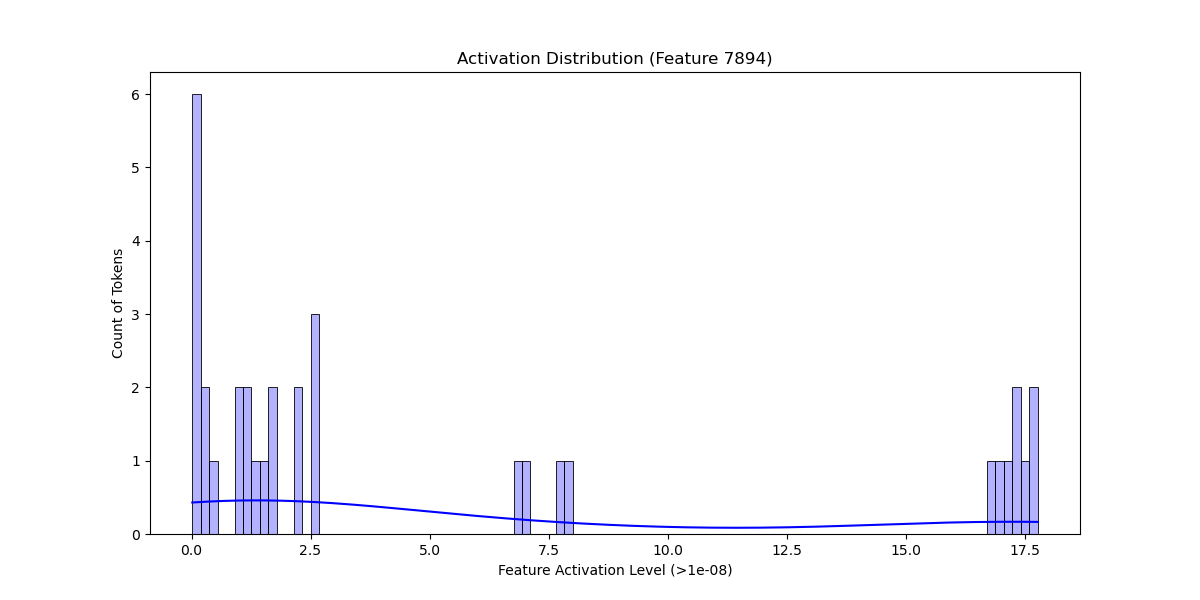 Activation Distribution (Feature 7894)
6
5
4
3
2
1
0
Count of Tokens
0.0 2.5 5.0 7.5 10.0 12.5 15.0 17.5
Feature Activation Level (>1e-08)